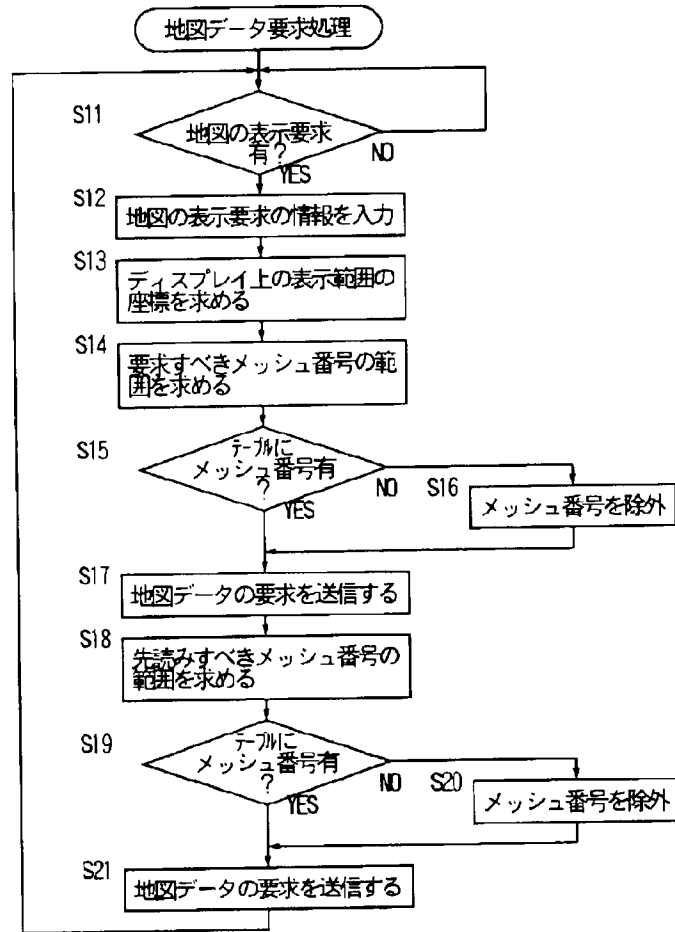 地図データ要求処理
S11
地図の表示要求
有?
NO
YES
S12
地図の表示要求の情報を入力
S13
ディスプレイ上の表示範囲の
座標を求める
S14
要求すべきメッシュ番号の範
囲を求める
S15
テーブルに
メッシュ番号有
?
NO
S16
YES
メッシュ番号を除外
S17
地図データの要求を送信する
S18
先読みすべきメッシュ番号の
範囲を求める
S19
テーブルに
メッシュ番号有
?
NO
S20
YES
メッシュ番号を除外
S21
地図データの要求を送信する